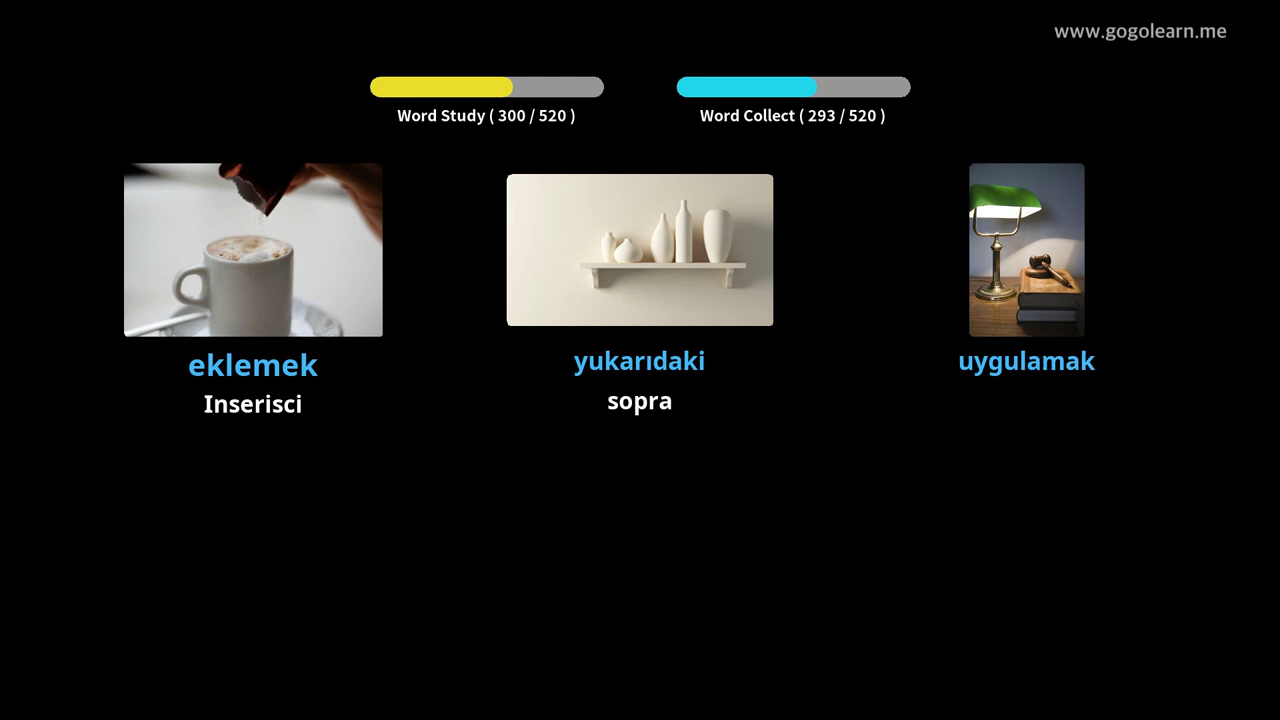 www.gogolearn.me
Word Study ( 300 / 520 )
Word Collect ( 293 / 520 )
eklemek
Inserisci
yukarıdaki
sopra
uygulamak